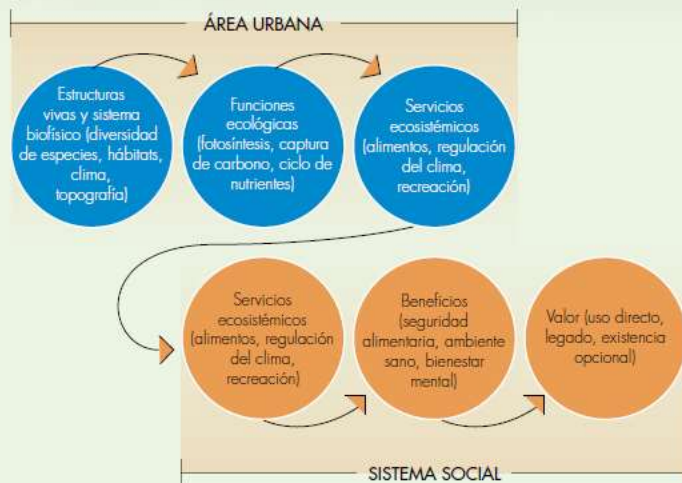 ÁREA URBANA
Estructuras
vivas y sistema
biofísico (diversidad
de especies, hábitats,
clima,
topografía)
Funciones
ecológicas
(fotosíntesis, captura
de carbono, ciclo de
nutrientes)
Servicios
ecosistémicos
(alimentos, regulación
del clima,
recreación)
Servicios
ecosistémicos
(alimentos, regulación
del clima,
recreación)
Beneficios
(seguridad
alimentaria, ambiente
sano, bienestar
mental)
Valor (uso directo,
legado, existencia
opcional)
SISTEMA SOCIAL